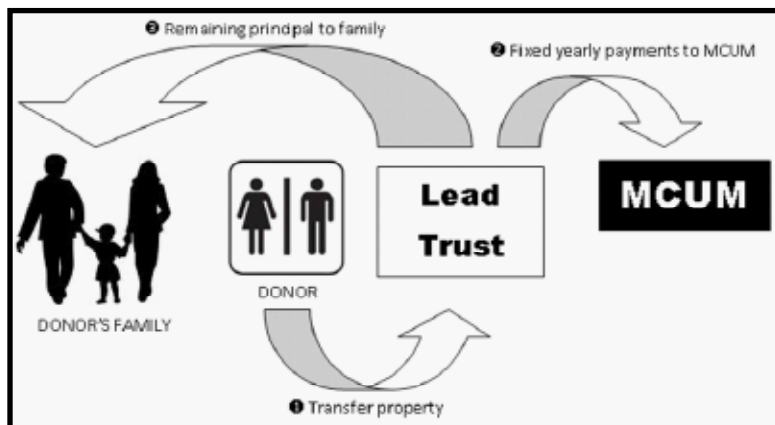 ❸ Remaining principal to family
❷ Fixed yearly payments to MCUM
Lead
Trust
MCUM
DONOR
DONOR'S FAMILY
❶ Transfer property